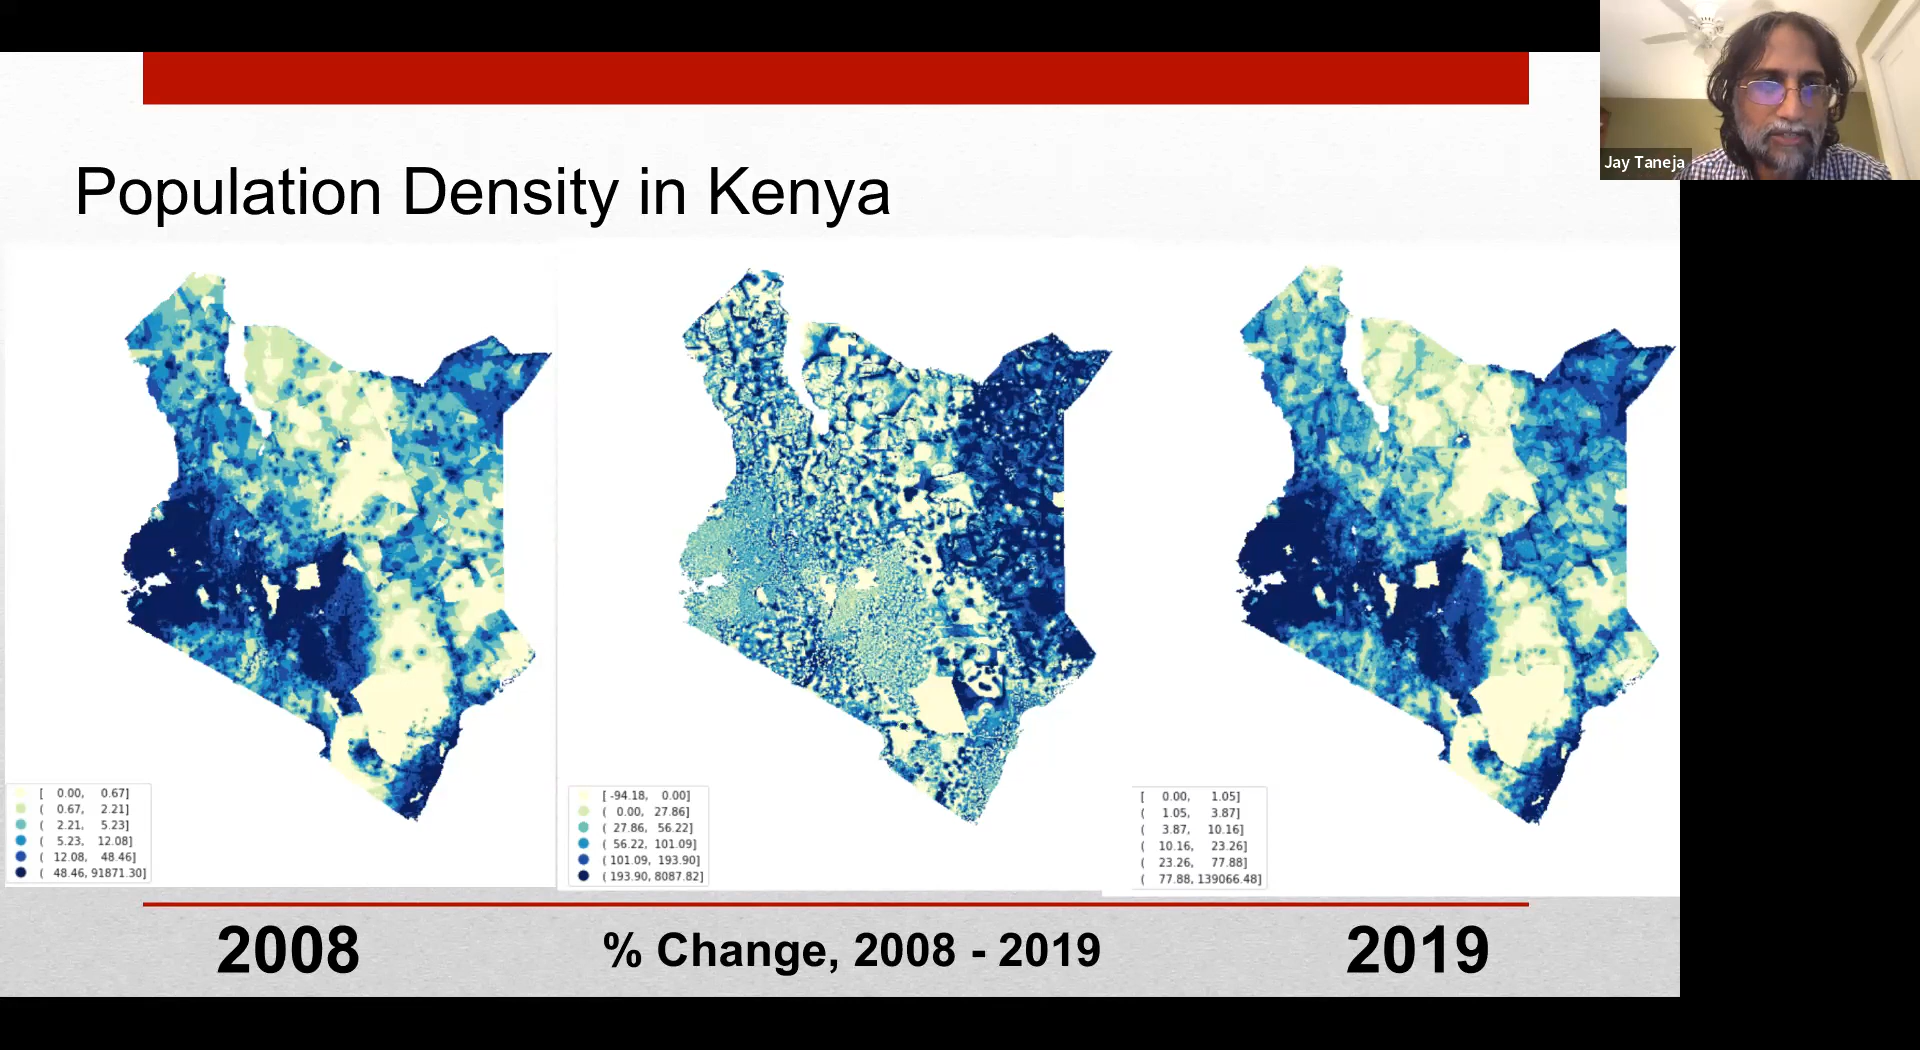 Jay Taneja
Population Density in Kenya
[ 0.00, 0.67]
( 0.67, 2.21]
( 2.21, 5.23]
( 5.23, 12.08]
( 12.08, 48.46]
( 48.46, 91871.30]
[ -94.18, 0.00]
( 0.00, 27.86]
( 27.86, 56.22]
( 56.22, 101.09]
( 101.09, 193.90]
( 193.90, 8087.82]
[ 0.00, 1.05]
( 1.05, 3.87]
( 3.87, 10.16]
( 10.16, 23.26]
( 23.26, 77.88]
( 77.88, 139066.48]
2008
% Change, 2008 - 2019
2019